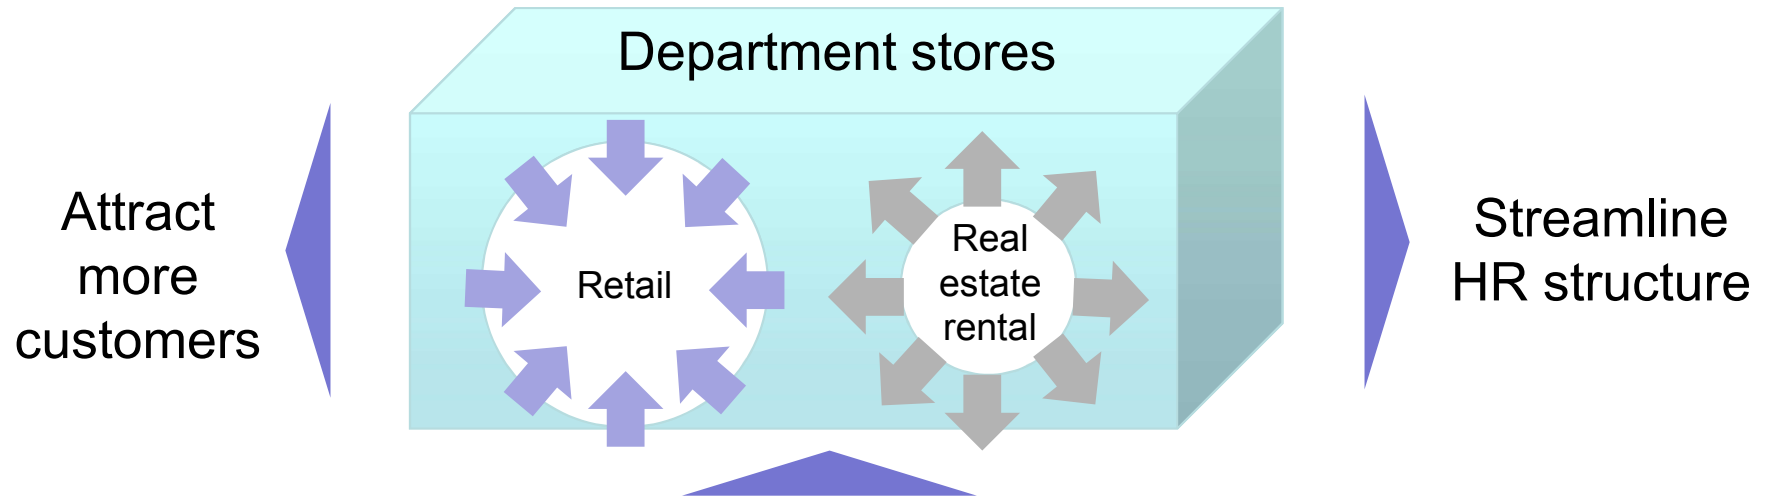 Department stores
Attract
more
customers
Retail
Real
estate
rental
Streamline
HR structure